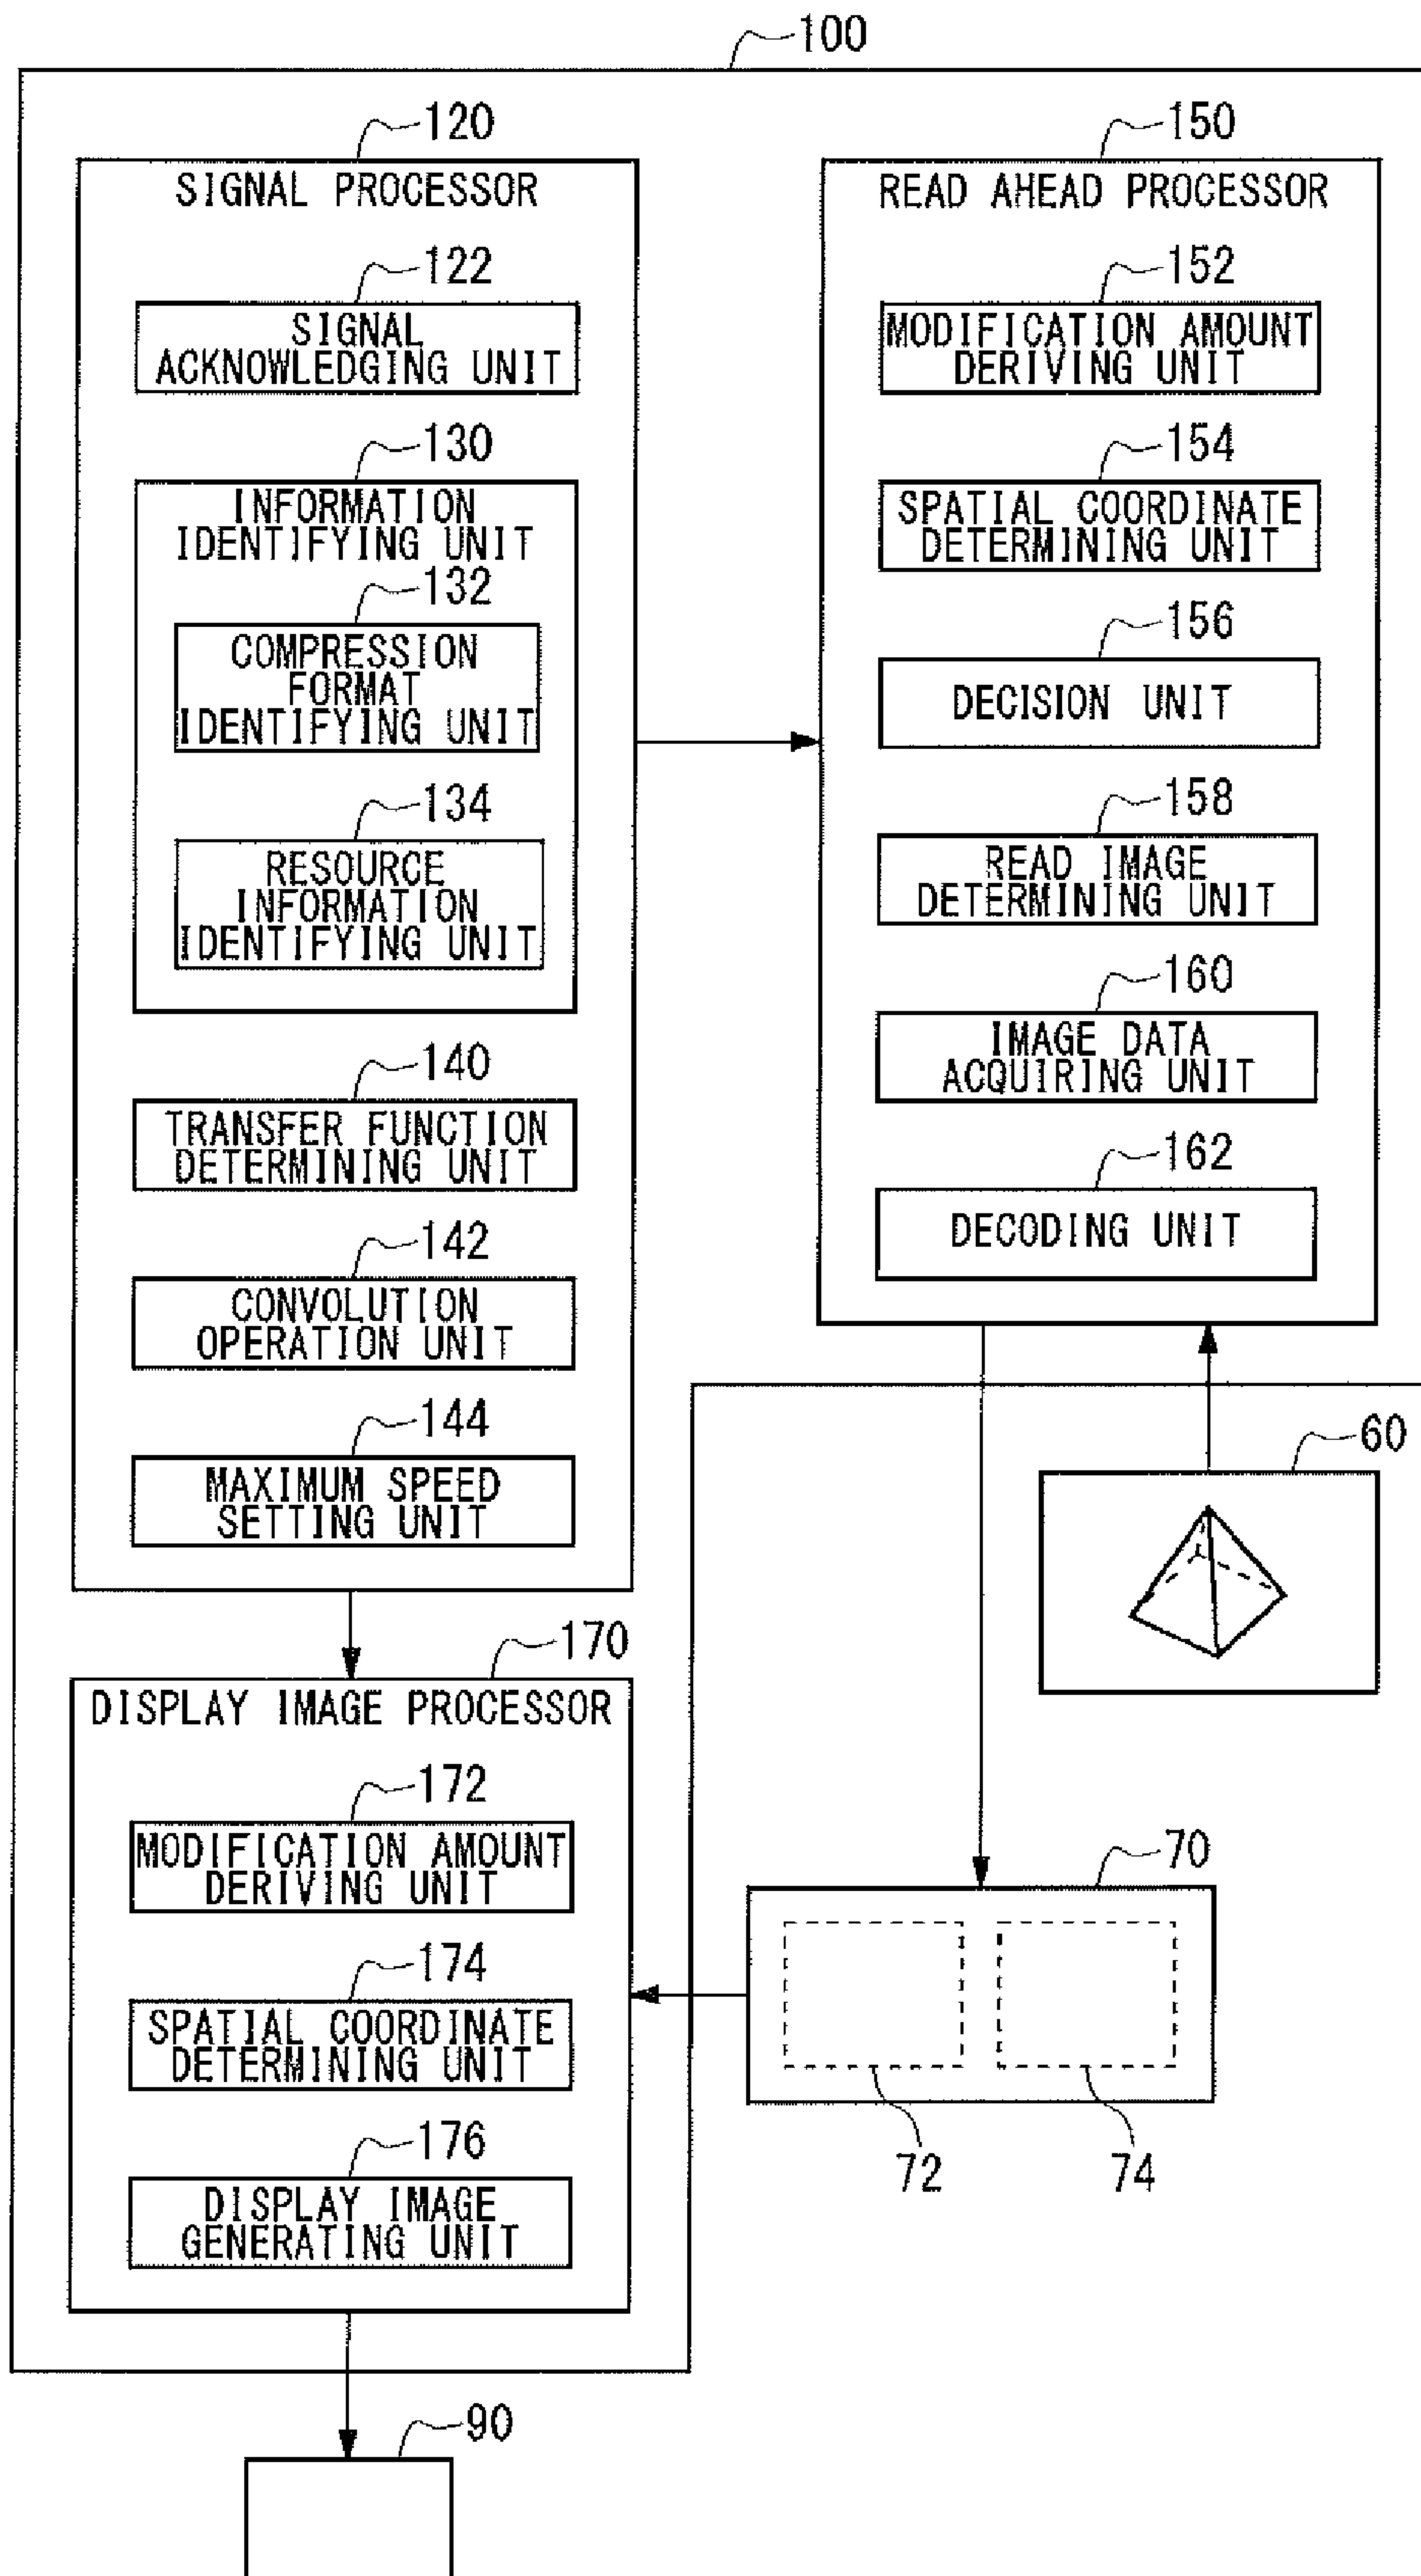 100
120
SIGNAL PROCESSOR
122
SIGNAL
ACKNOWLEDGING UNIT
130
INFORMATION
IDENTIFYING UNIT
132
COMPRESSION
FORMAT
IDENTIFYING UNIT
134
RESOURCE
INFORMATION
IDENTIFYING UNIT
140
TRANSFER FUNCTION
DETERMINING UNIT
142
CONVOLUTION
OPERATION UNIT
144
MAXIMUM SPEED
SETTING UNIT
150
READ AHEAD PROCESSOR
152
MODIFICATION AMOUNT
DERIVING UNIT
154
SPATIAL COORDINATE
DETERMINING UNIT
156
DECISION UNIT
158
READ IMAGE
DETERMINING UNIT
160
IMAGE DATA
ACQUIRING UNIT
162
DECODING UNIT
60
170
DISPLAY IMAGE PROCESSOR
172
MODIFICATION AMOUNT
DERIVING UNIT
174
SPATIAL COORDINATE
DETERMINING UNIT
176
DISPLAY IMAGE
GENERATING UNIT
70
72
74
90